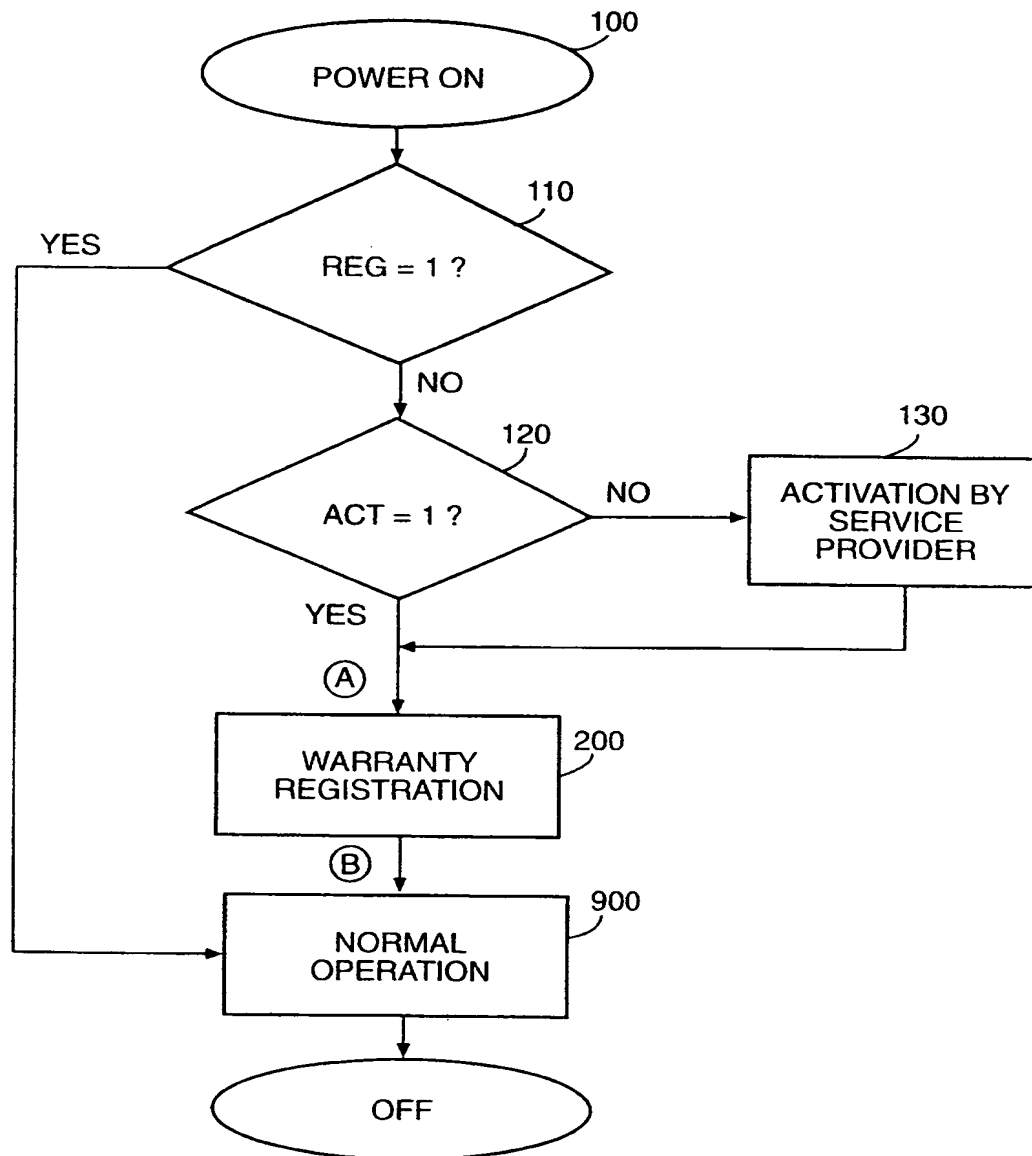 100
POWER ON
110
YES
REG = 1 ?
NO
120
130
ACT = 1 ?
NO
ACTIVATION BY
SERVICE
PROVIDER
YES
A
200
WARRANTY
REGISTRATION
B
900
NORMAL
OPERATION
OFF